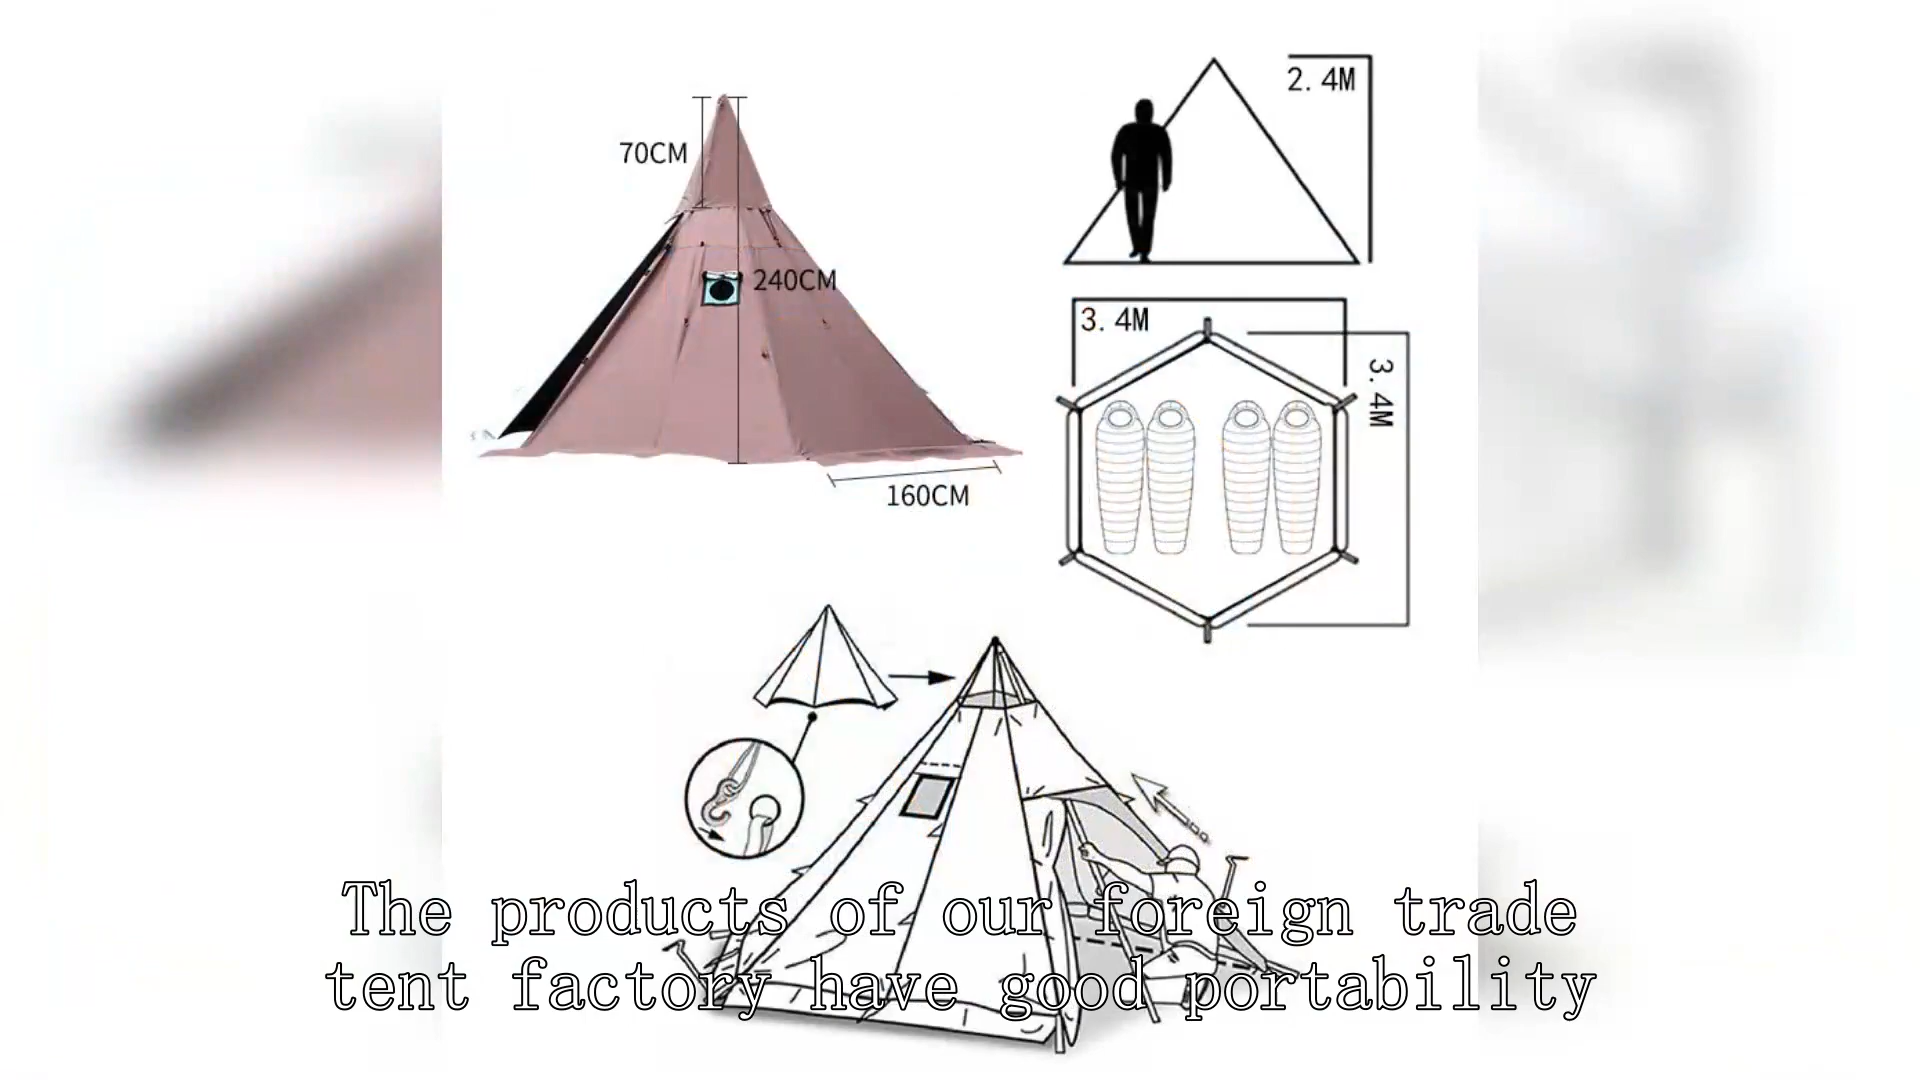 70CM
240CM
160CM
2.4M
3.4M
3.4M
The products of our foreign trade
tent factory have good portability